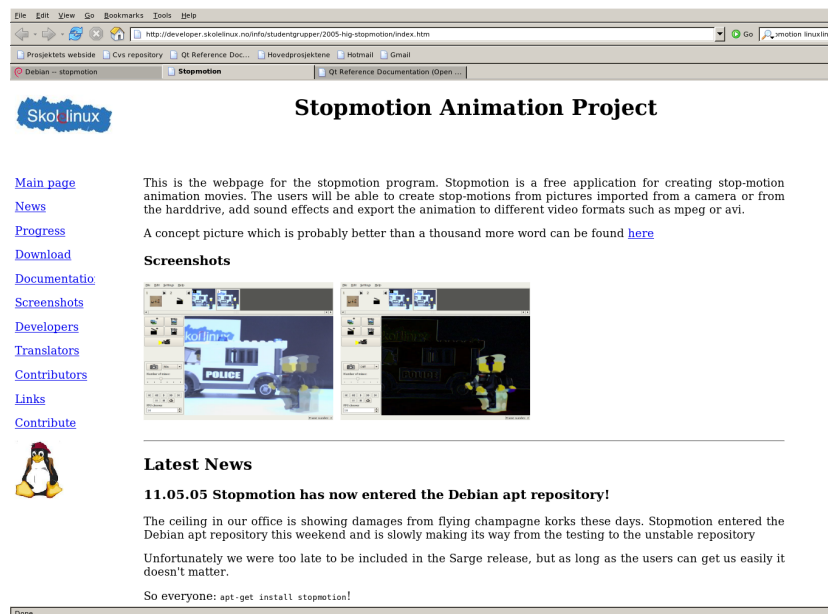 File Edit View Go Bookmarks Tools Help
http://developer.skolelinux.no/info/studentgrupper/2005-hig-stopmotion/index.htm
Go
Prosjektets webside Cvs repository Qt Reference Doc... Hovedprosjektene Hotmail Gmail
Debian -- stopmotion
Stopmotion
Qt Reference Documentation (Open ...
Skolelinux
Stopmotion Animation Project
Main page
News
Progress
Download
Documentatio
Screenshots
Developers
Translators
Contributors
Links
Contribute
This is the webpage for the stopmotion program. Stopmotion is a free application for creating stop-motion
animation movies. The users will be able to create stop-motions from pictures imported from a camera or from
the harddrive, add sound effects and export the animation to different video formats such as mpeg or avi.
A concept picture which is probably better than a thousand more word can be found here
Screenshots
POLICE
POLICE
Latest News
11.05.05 Stopmotion has now entered the Debian apt repository!
The ceiling in our office is showing damages from flying champagne korks these days. Stopmotion entered the
Debian apt repository this weekend and is slowly making its way from the testing to the unstable repository
Unfortunately we were too late to be included in the Sarge release, but as long as the users can get us easily it
doesn't matter.
So everyone: apt-get install stopmotion!
Done